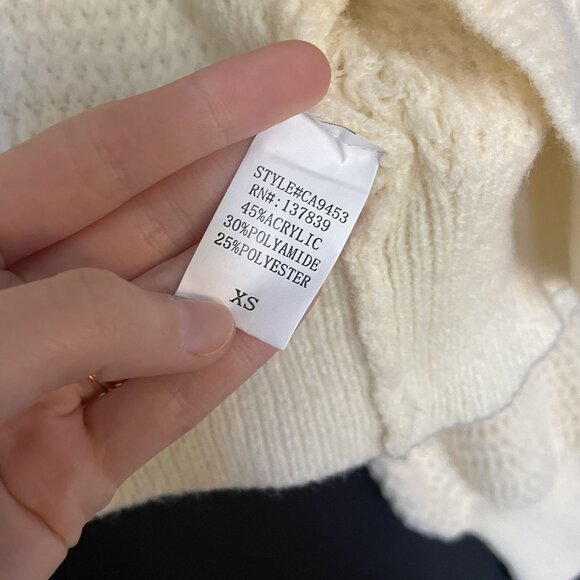 STYLE#CA9453
RN#:137839
45%ACRYLIC
30%POLYAMIDE
25%POLYESTER
XS